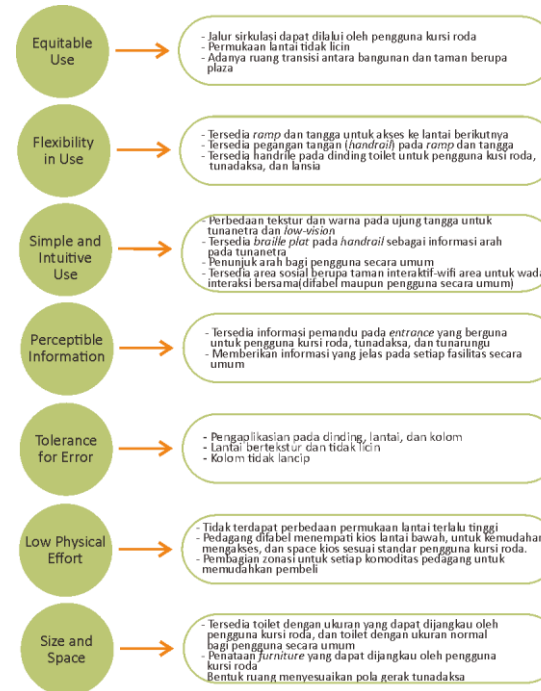 Equitable
Use
- Jalur sirkulasi dapat dilalui oleh pengguna kursi roda
- Permukaan lantai tidak licin
- Adanya ruang transisi antara bangunan dan taman berupa
plaza
Flexibility
in Use
- Tersedia ramp dan tangga untuk akses ke lantai berikutnya
- Tersedia pegangan tangan (handrail) pada ramp dan tangga
- Tersedia handrile pada dinding toilet untuk pengguna kusi roda,
tunadaksa, dan lansia
Simple and
Intuitive
Use
- Perbedaan tekstur dan warna pada ujung tangga untuk
tunanetra dan low-vision
- Tersedia braille plat pada handrail sebagai informasi arah
pada tunanetra
- Penunjuk arah bagi pengguna secara umum
- Tersedia area sosial berupa taman interaktif-wifi area untuk wada
interaksi bersama(difabel maupun pengguna secara umum)
Perceptible
Information
- Tersedia informasi pemandu pada entrance yang berguna
untuk pengguna kursi roda, tunadaksa, dan tunarungu
- Memberikan informasi yang jelas pada setiap fasilitas secara
umum
Tolerance
for Error
- Pengaplikasian pada dinding, lantai, dan kolom
- Lantai bertekstur dan tidak licin
- Kolom tidak lancip
Low Physical
Effort
- Tidak terdapat perbedaan permukaan lantai terlalu tinggi
- Pedagang difabel menempati kios lantai bawah, untuk kemudahan
mengakses, dan space kios sesuai standar pengguna kursi roda.
- Pembagian zonasi untuk setiap komoditas pedagang untuk
memudahkan pembeli
Size and
Space
- Tersedia toilet dengan ukuran yang dapat dijangkau oleh
pengguna kursi roda, dan toilet dengan ukuran normal
bagi pengguna secara umum
- Penataan furniture yang dapat dijangkau oleh pengguna
kursi roda
Bentuk ruang menyesuaikan pola gerak tunadaksa